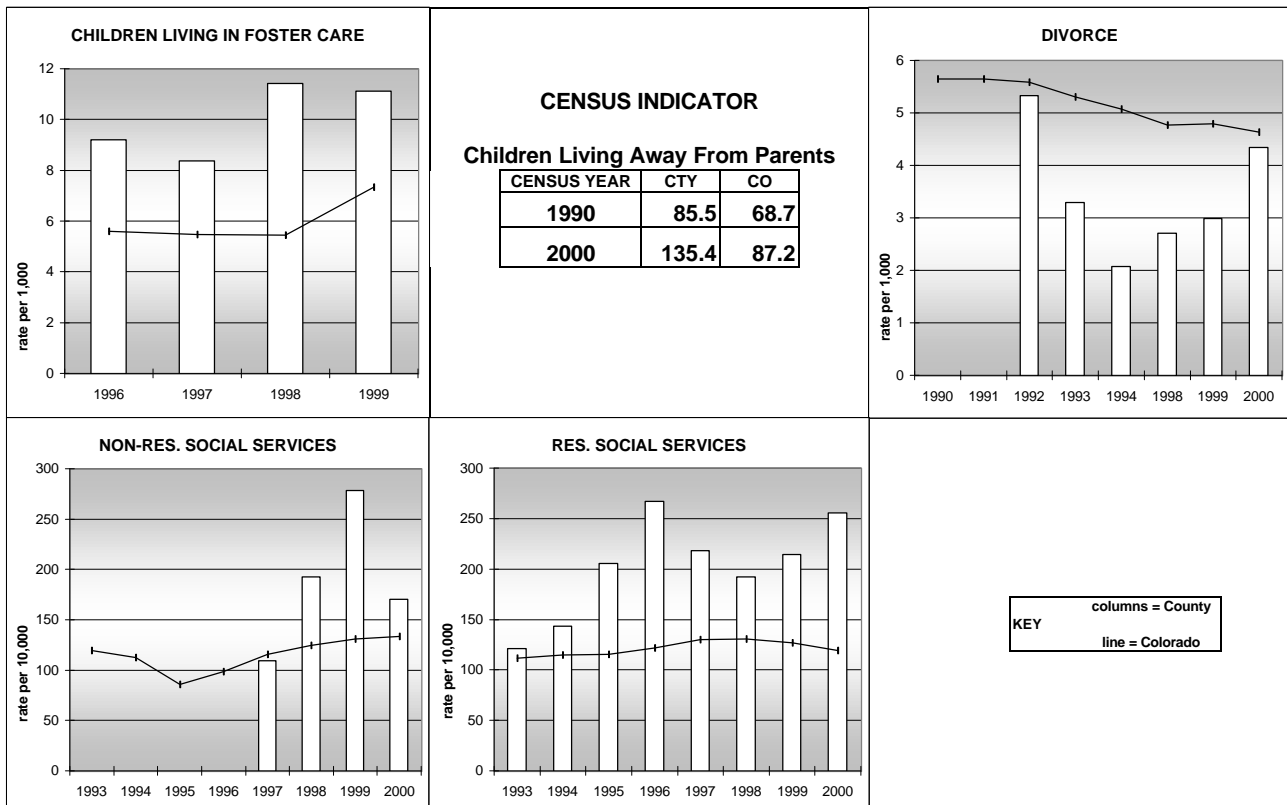 CHILDREN LIVING IN FOSTER CARE
12
10
8
6
4
2
0
rate per 1,000
1996 1997 1998 1999
CENSUS INDICATOR
Children Living Away From Parents
CENSUS YEAR CTY CO
1990 85.5 68.7
2000 135.4 87.2
DIVORCE
6
5
4
3
2
1
0
rate per 1,000
1990 1991 1992 1993 1994 1998 1999 2000
NON-RES. SOCIAL SERVICES
300
250
200
150
100
50
0
rate per 10,000
1993 1994 1995 1996 1997 1998 1999 2000
RES. SOCIAL SERVICES
300
250
200
150
100
50
0
rate per 10,000
1993 1994 1995 1996 1997 1998 1999 2000
columns = County
KEY
line = Colorado